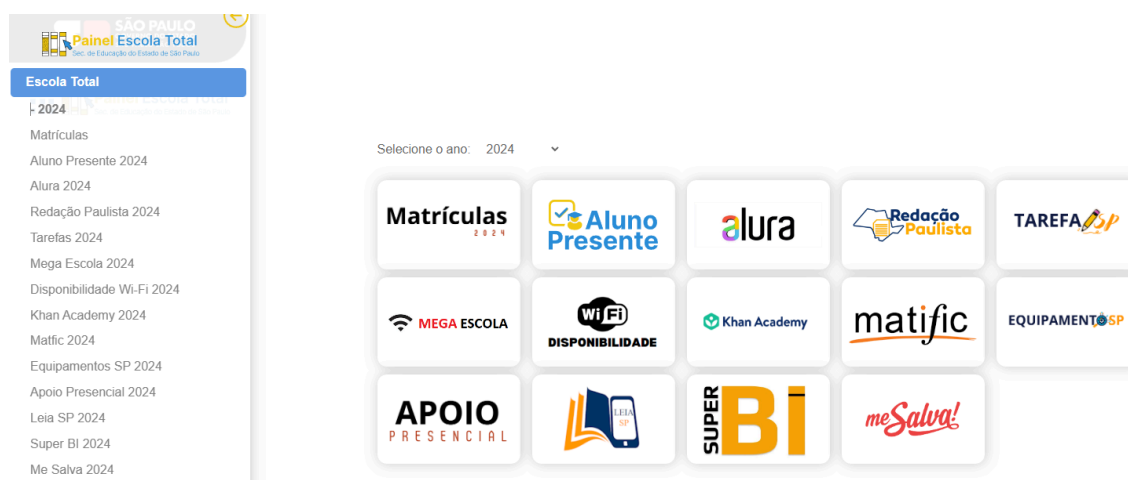 SÃO PAULO
Painel Escola Total
Sec. de Educação do Estado de São Paulo
Escola Total
- 2024
Matrículas
Aluno Presente 2024
Alura 2024
Redação Paulista 2024
Tarefas 2024
Mega Escola 2024
Disponibilidade Wi-Fi 2024
Khan Academy 2024
Matfic 2024
Equipamentos SP 2024
Apoio Presencial 2024
Leia SP 2024
Super BI 2024
Me Salva 2024
Selecione o ano: 2024
Matrículas
2024
Aluno
Presente
alura
Redação
Paulista
TAREFA SP
MEGA ESCOLA
WiFi
DISPONIBILIDADE
Khan Academy
matific
EQUIPAMENTOSSP
APOIO
PRESENCIAL
LEIA
SP
SUPER BI
me Salva!